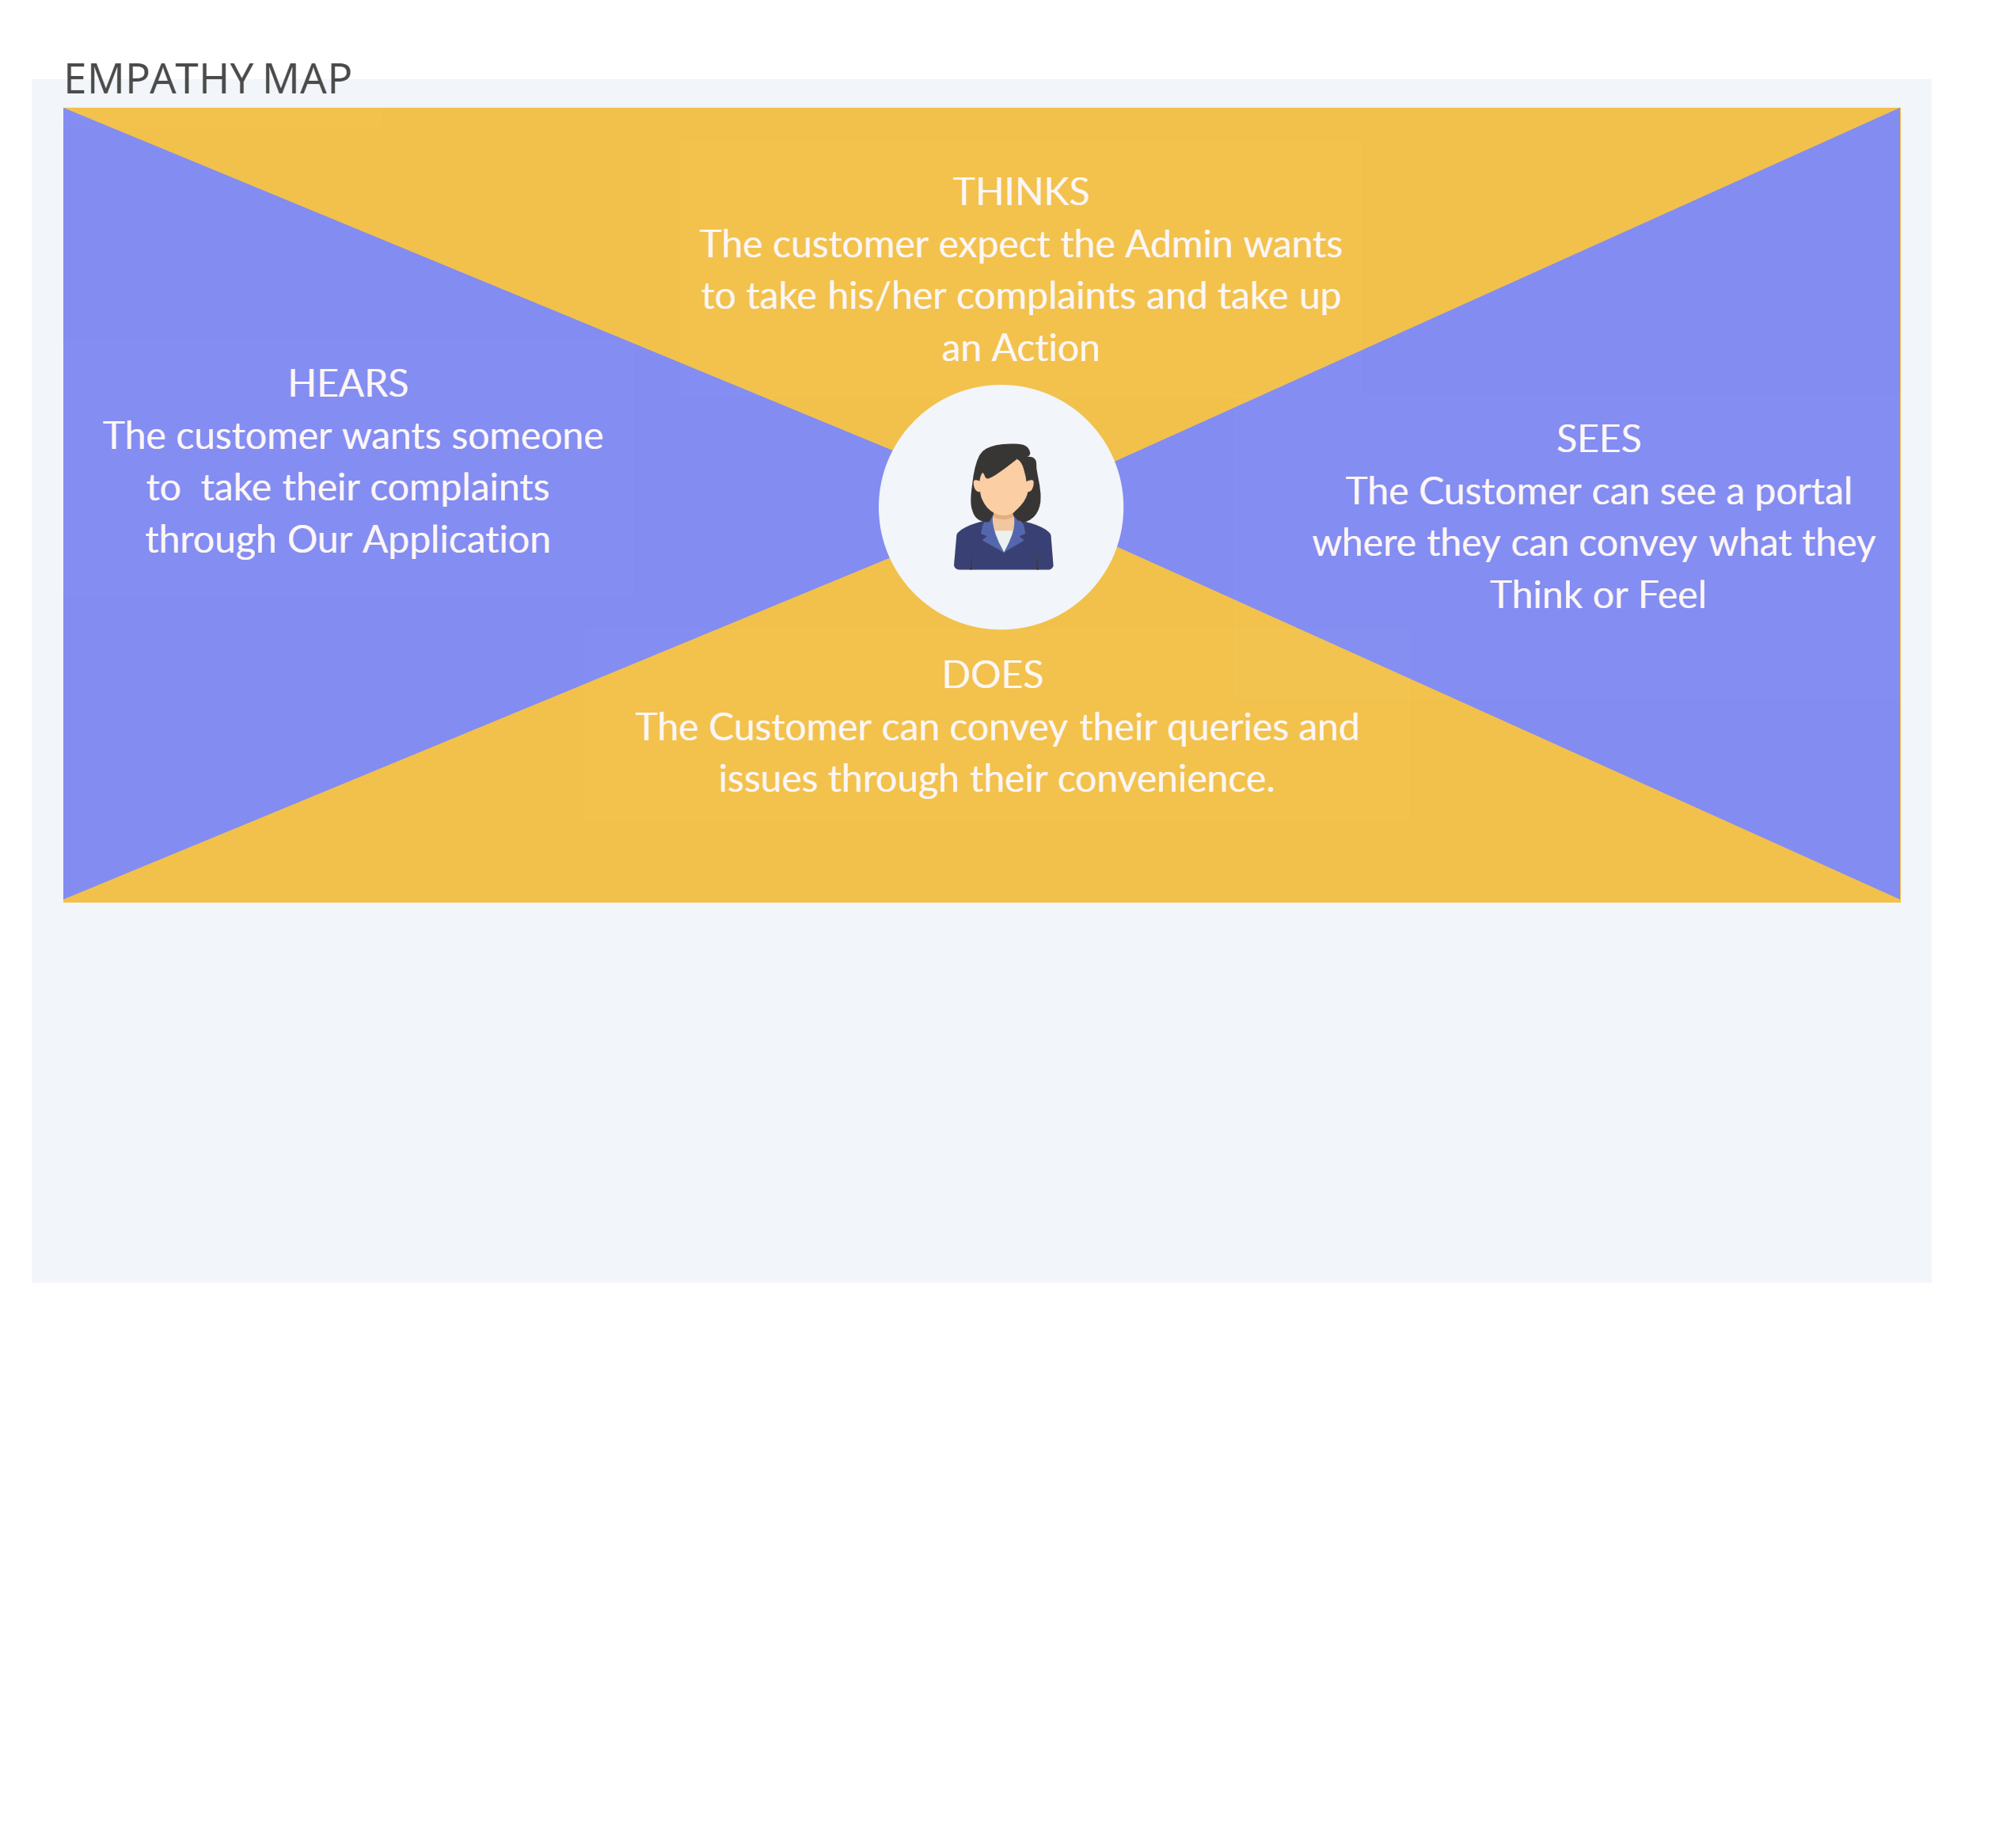 EMPATHY MAP
THINKS
The customer expect the Admin wants
to take his/her complaints and take up
an Action
HEARS
The customer wants someone
to  take their complaints
through Our Application
SEES
The Customer can see a portal
where they can convey what they
Think or Feel
DOES
The Customer can convey their queries and
issues through their convenience.